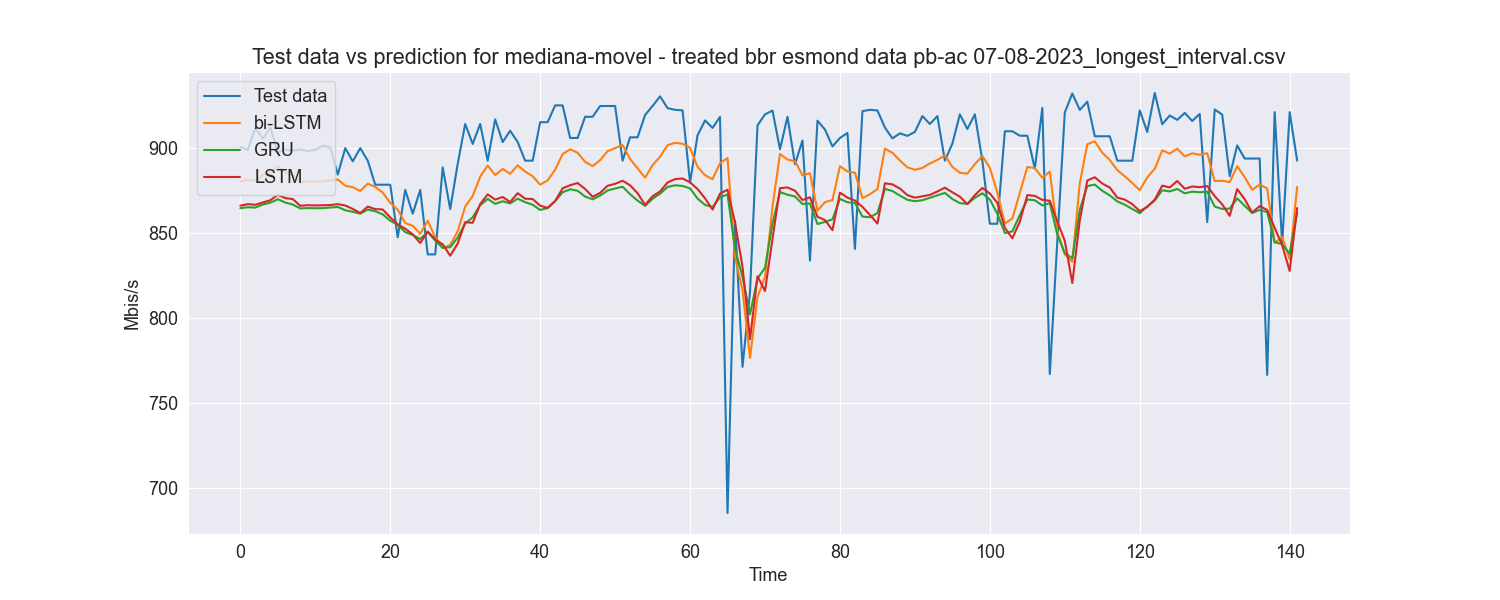 Test data vs prediction for mediana-movel - treated bbr esmond data pb-ac 07-08-2023_longest_interval.csv
Test data
bi-LSTM
GRU
LSTM
900
850
800
750
700
Mbis/s
0 20 40 60 80 100 120 140
Time